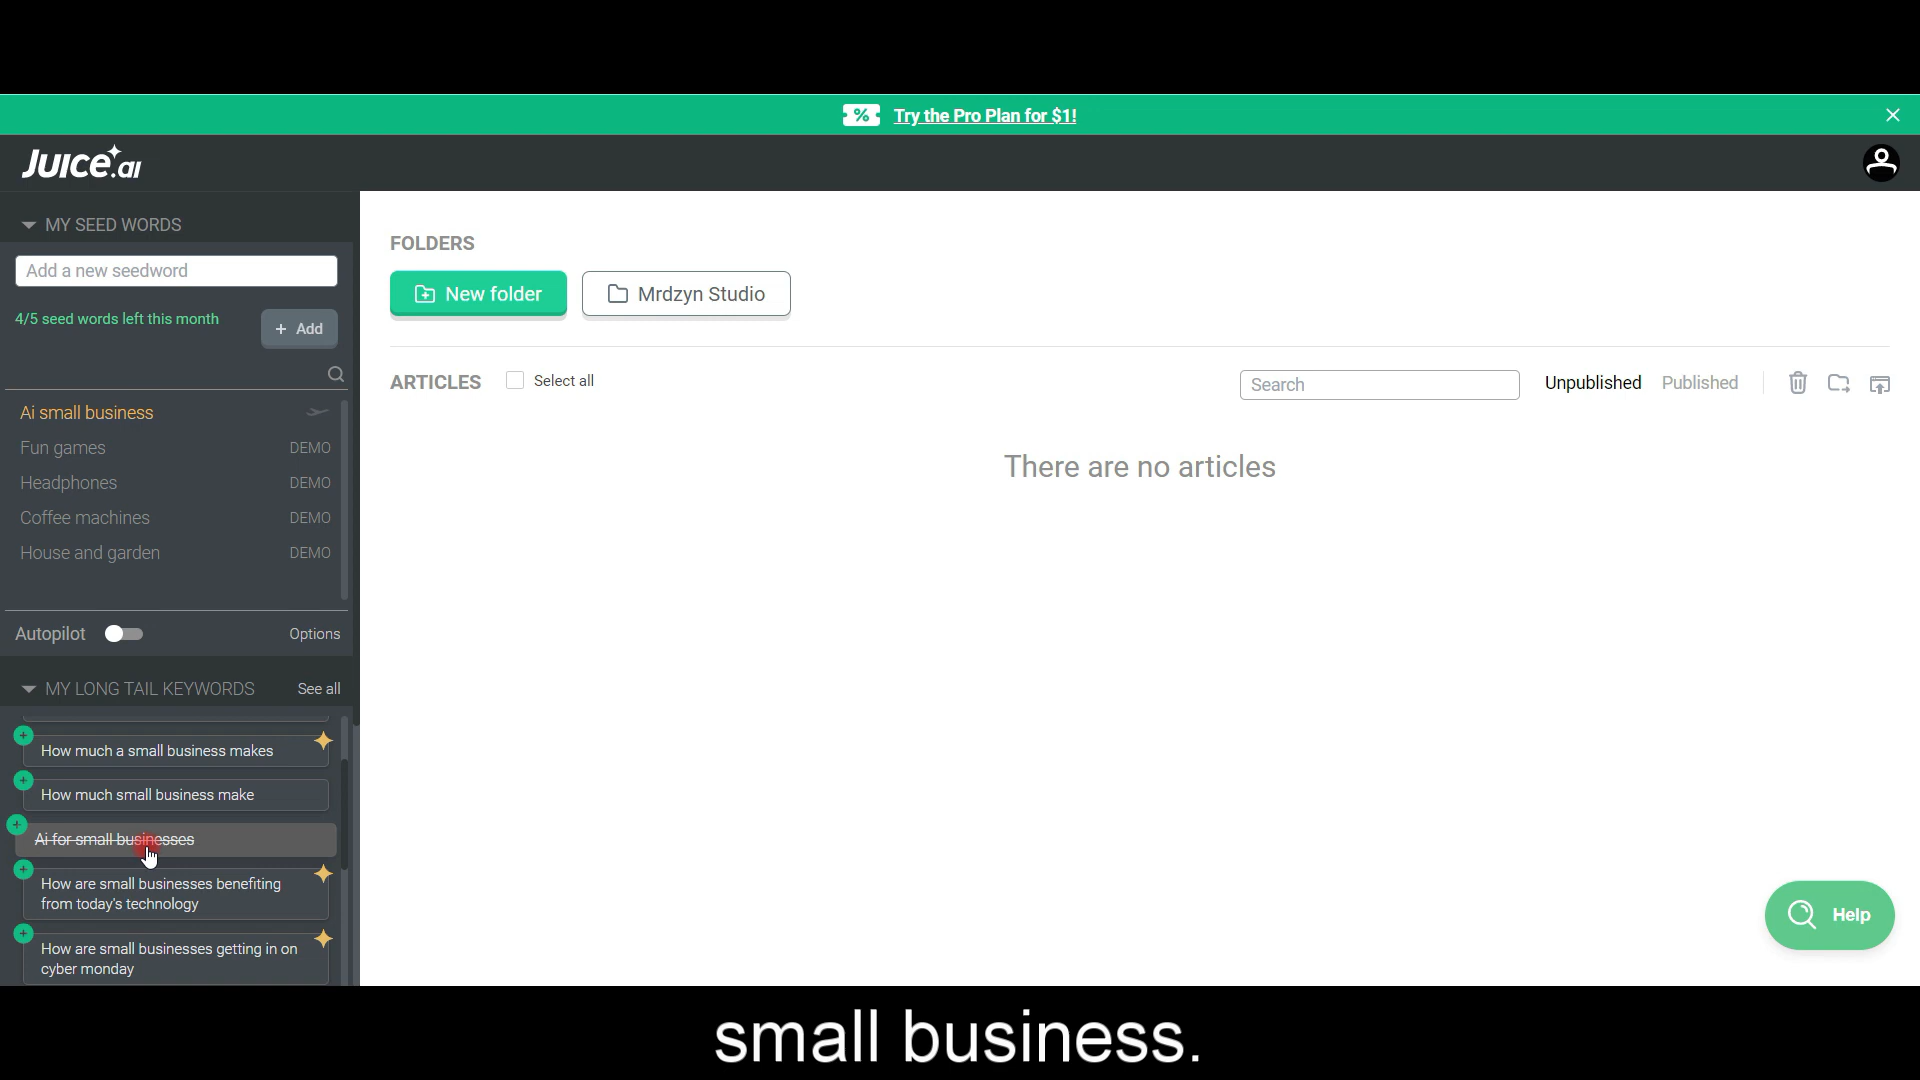 % Try the Pro Plan for $1!
Juice.ai
MY SEED WORDS
Add a new seedword
4/5 seed words left this month
+ Add
Ai small business
Fun games DEMO
Headphones DEMO
Coffee machines DEMO
House and garden DEMO
Autopilot Options
MY LONG TAIL KEYWORDS See all
How much a small business makes
How much small business make
Ai for small businesses
How are small businesses benefiting
from today's technology
How are small businesses getting in on
cyber monday
FOLDERS
New folder Mrdzyn Studio
ARTICLES Select all Search Unpublished Published
There are no articles
Help
small business.